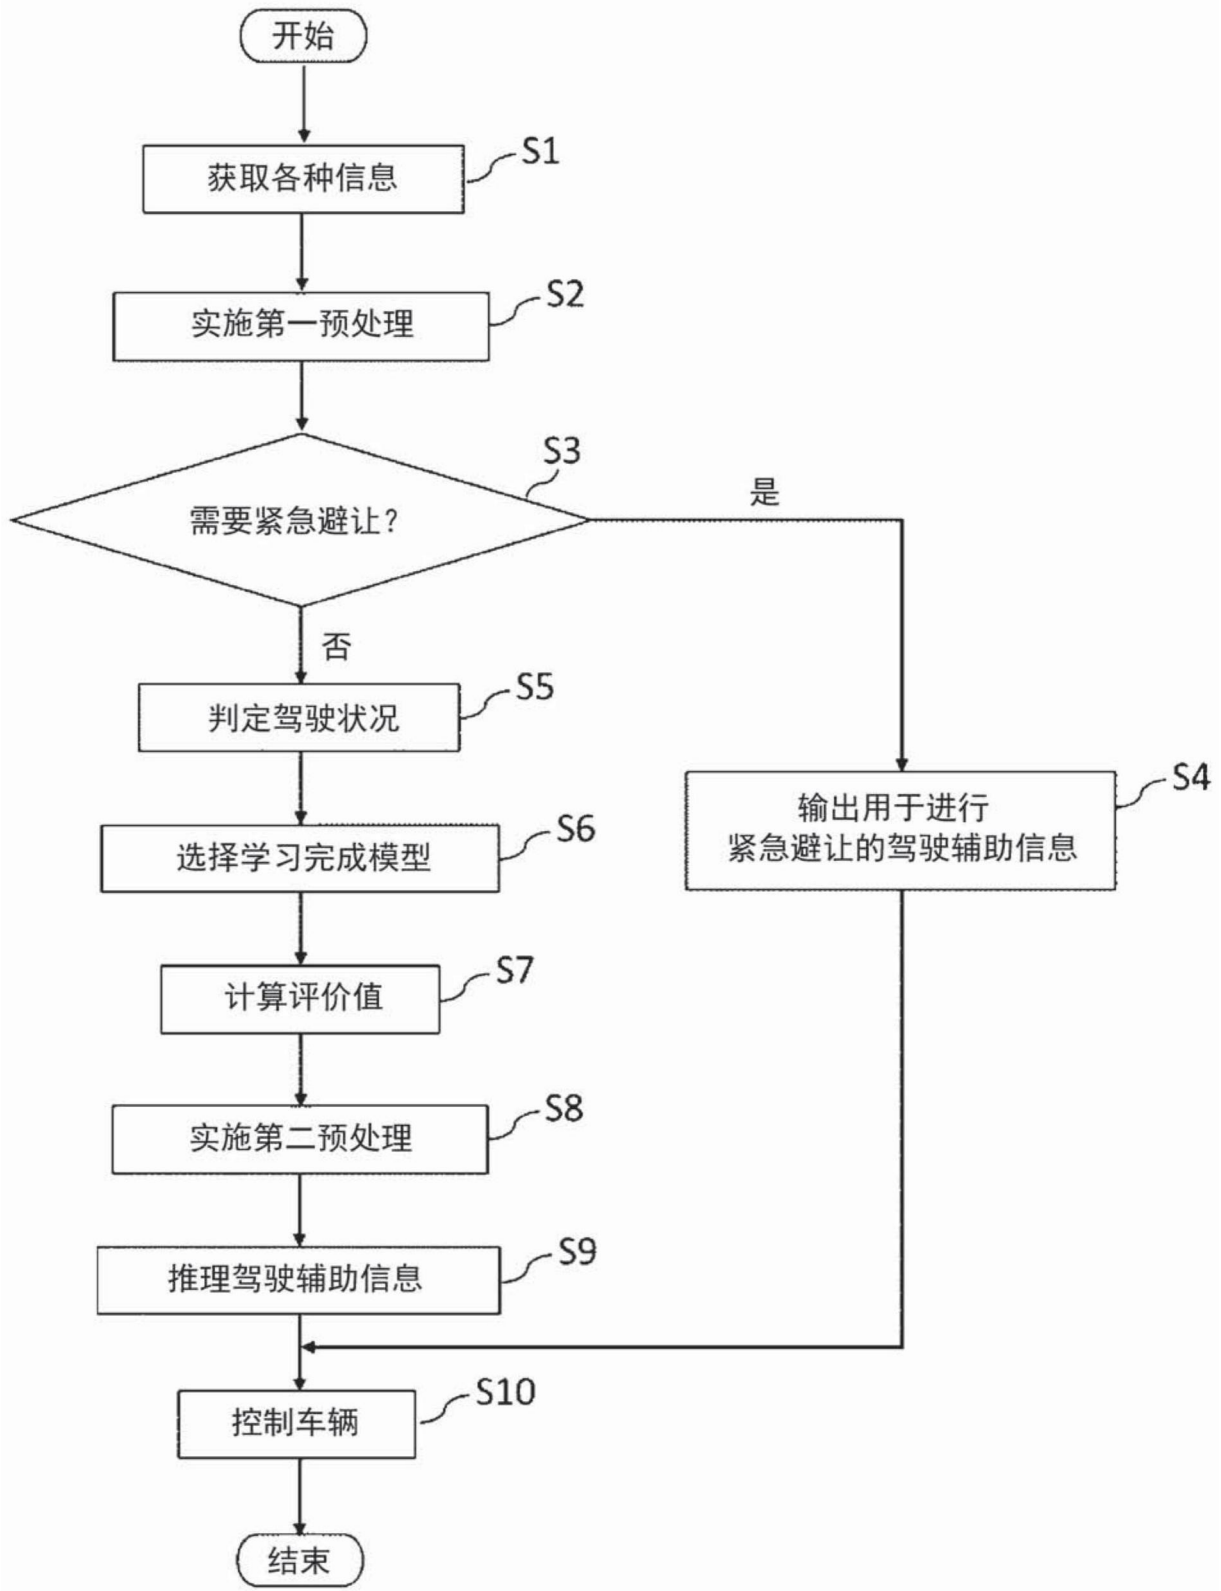 开始
获取各种信息
S1
实施第一预处理
S2
需要紧急避让?
S3
是
否
判定驾驶状况
S5
输出用于进行
紧急避让的驾驶辅助信息
S4
选择学习完成模型
S6
计算评价值
S7
实施第二预处理
S8
推理驾驶辅助信息
S9
控制车辆
S10
结束